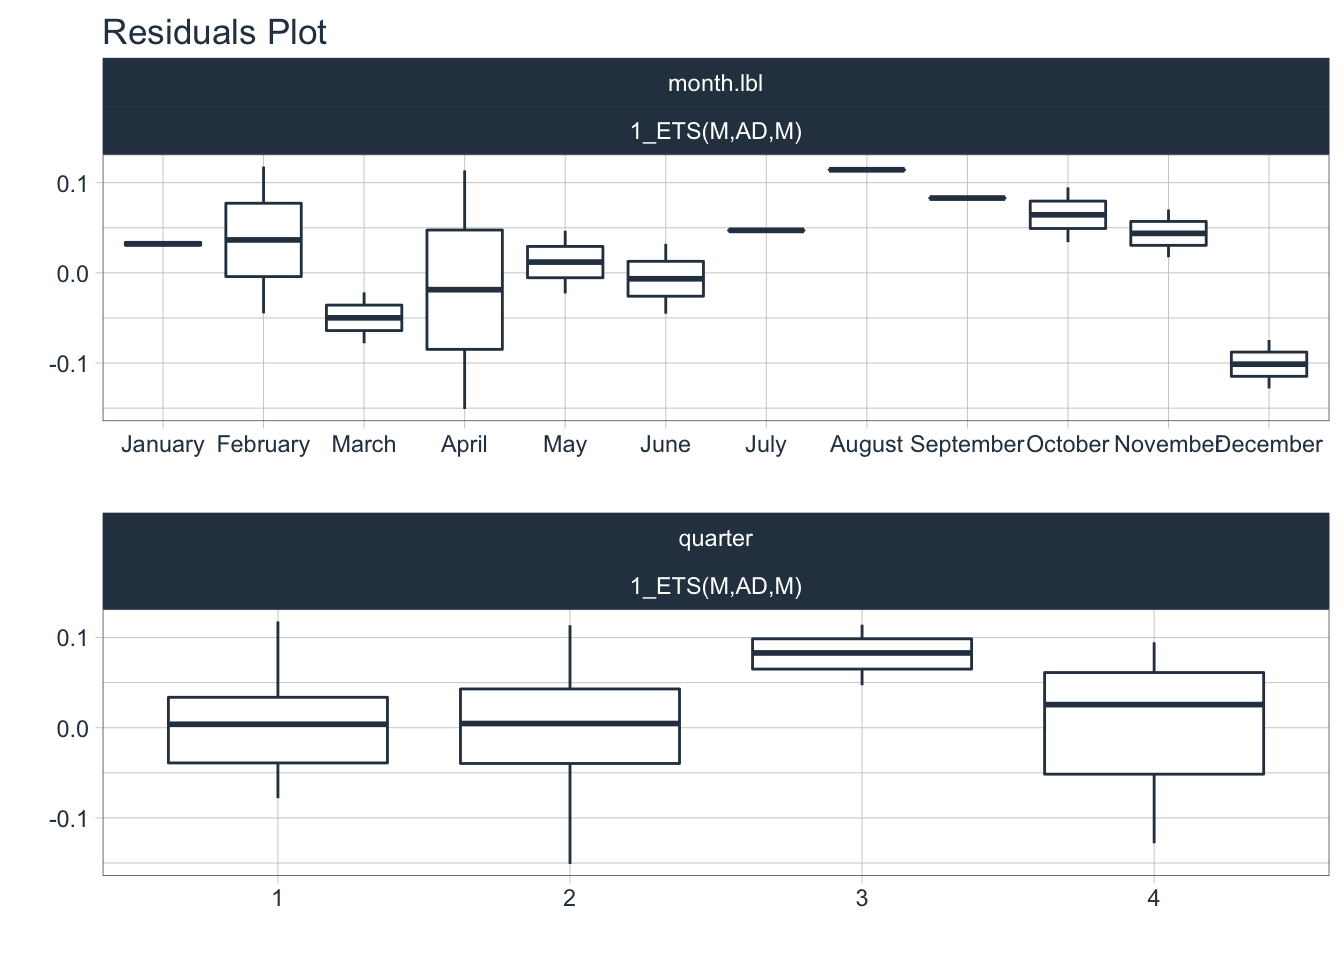 Residuals Plot
month.lbl
1_ETS(M,AD,M)
0.1
0.0
-0.1
January February March April May June July August September October November December
quarter
1_ETS(M,AD,M)
0.1
0.0
-0.1
1 2 3 4